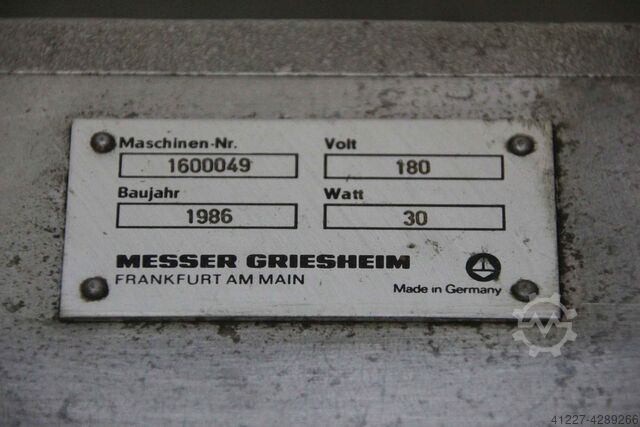 Maschinen-Nr. Volt
1600049 180
Baujahr Watt
1986 30
MESSER GRIESHEIM
FRANKFURT AM MAIN
Made in Germany
41227-4289266